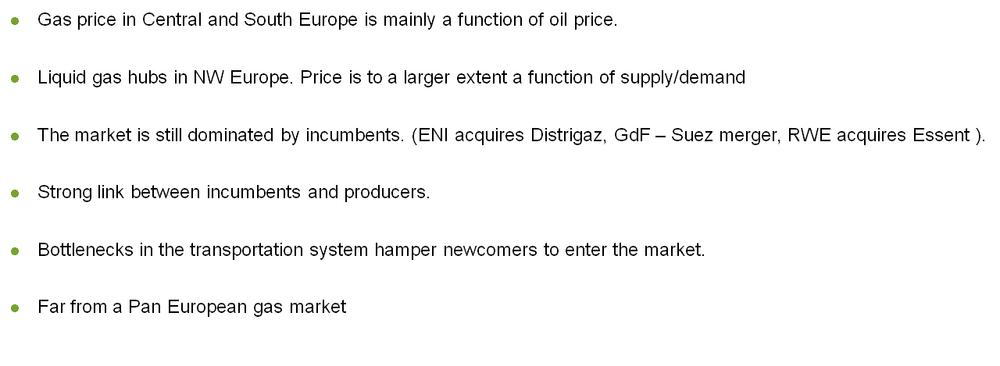 • Gas price in Central and South Europe is mainly a function of oil price.
• Liquid gas hubs in NW Europe. Price is to a larger extent a function of supply/demand
• The market is still dominated by incumbents. (ENI acquires Distrigaz, GdF – Suez merger, RWE acquires Essent ).
• Strong link between incumbents and producers.
• Bottlenecks in the transportation system hamper newcomers to enter the market.
• Far from a Pan European gas market